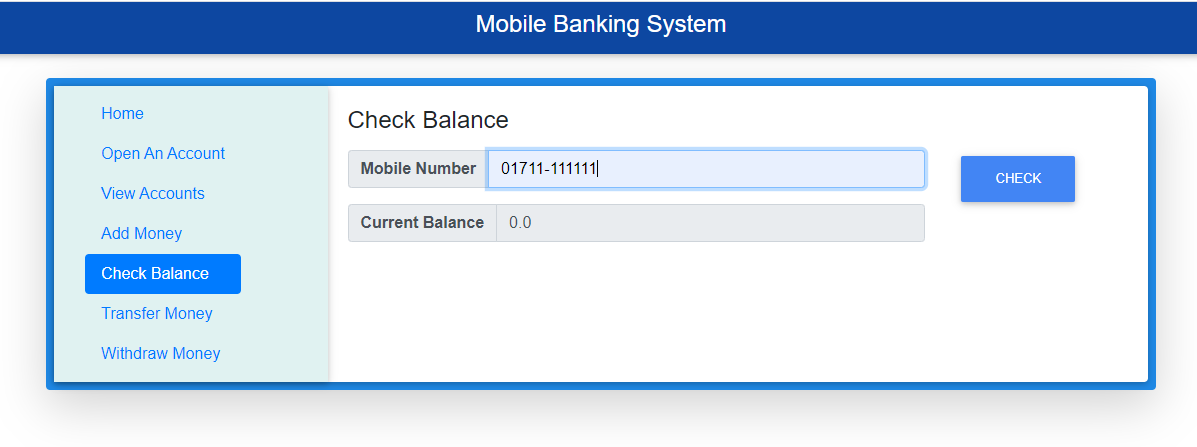 Mobile Banking System
Home
Open An Account
View Accounts
Add Money
Check Balance
Transfer Money
Withdraw Money
Check Balance
Mobile Number 01711-111111
CHECK
Current Balance 0.0